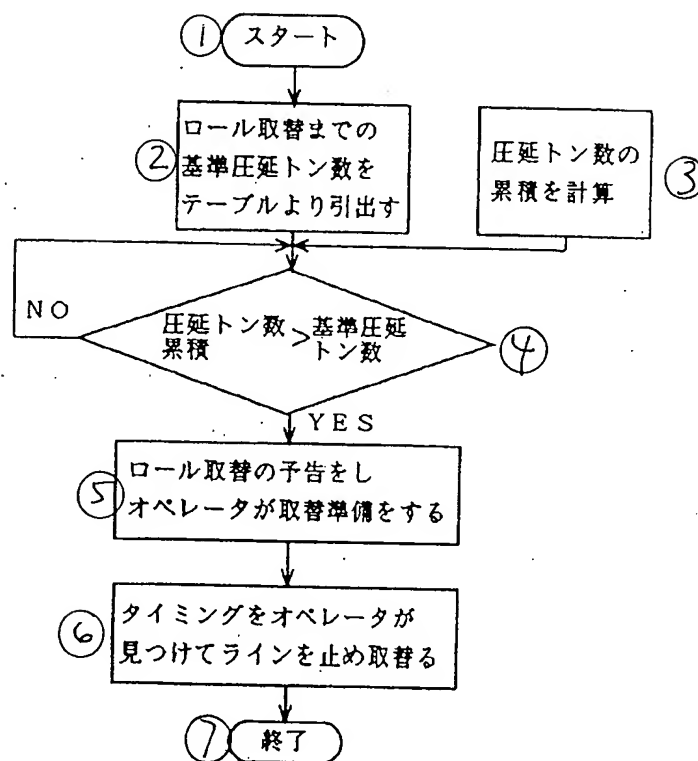 ① スタート
② ロール取替までの
基準圧延トン数を
テーブルより引出す
圧延トン数の
累積を計算
③
NO
圧延トン数
累積
>
基準圧延
トン数
④
YES
⑤ ロール取替の予告をし
オペレータが取替準備をする
⑥ タイミングをオペレータが
見つけてラインを止め取替る
⑦ 終了